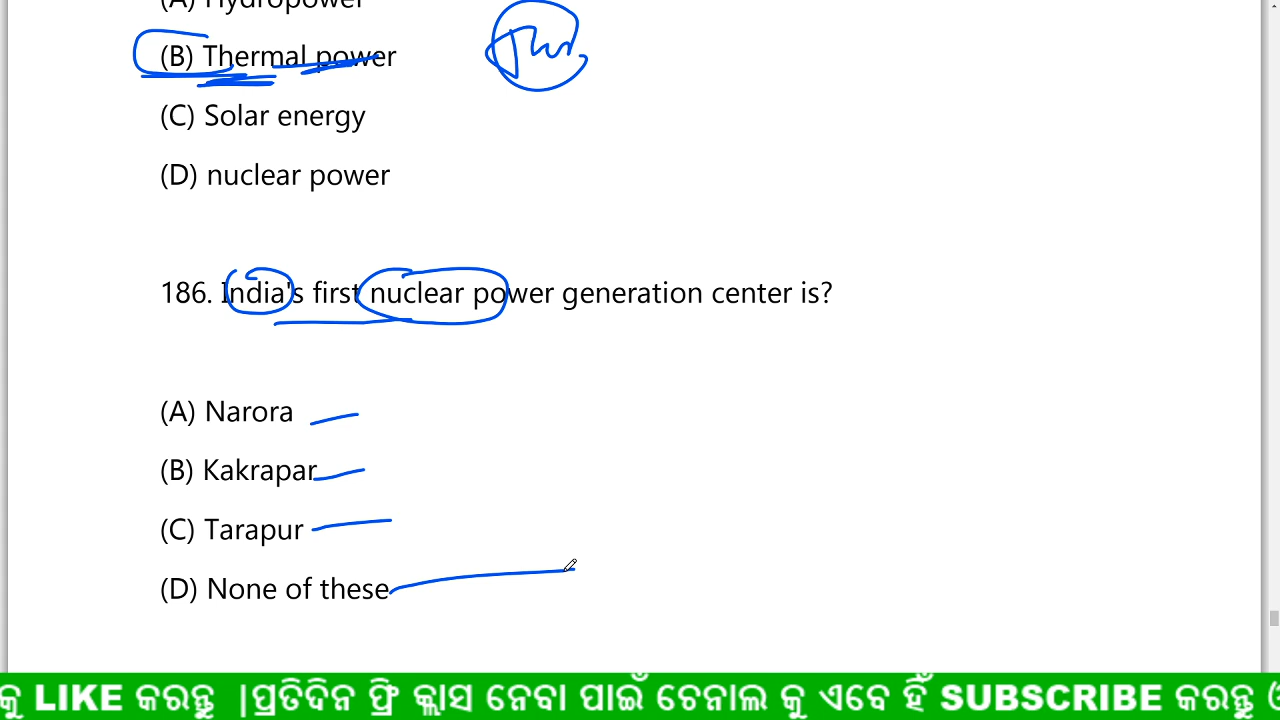 (A) Hydropower
(B) Thermal power
(C) Solar energy
(D) nuclear power
186. India's first nuclear power generation center is?
(A) Narora
(B) Kakrapar
(C) Tarapur
(D) None of these
କୁ LIKE କରନ୍ତୁ |ପ୍ରତିଦିନ ଫ୍ରି କ୍ଲାସ ନେବା ପାଇଁ ଚେନାଲ କୁ ଏବେ ହିଁ SUBSCRIBE କରନ୍ତୁ